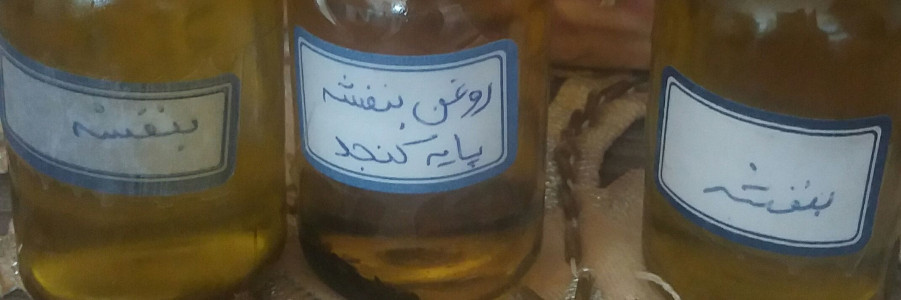 بنفشه
روغن بنفشه
پایه کنجد
بنفشه